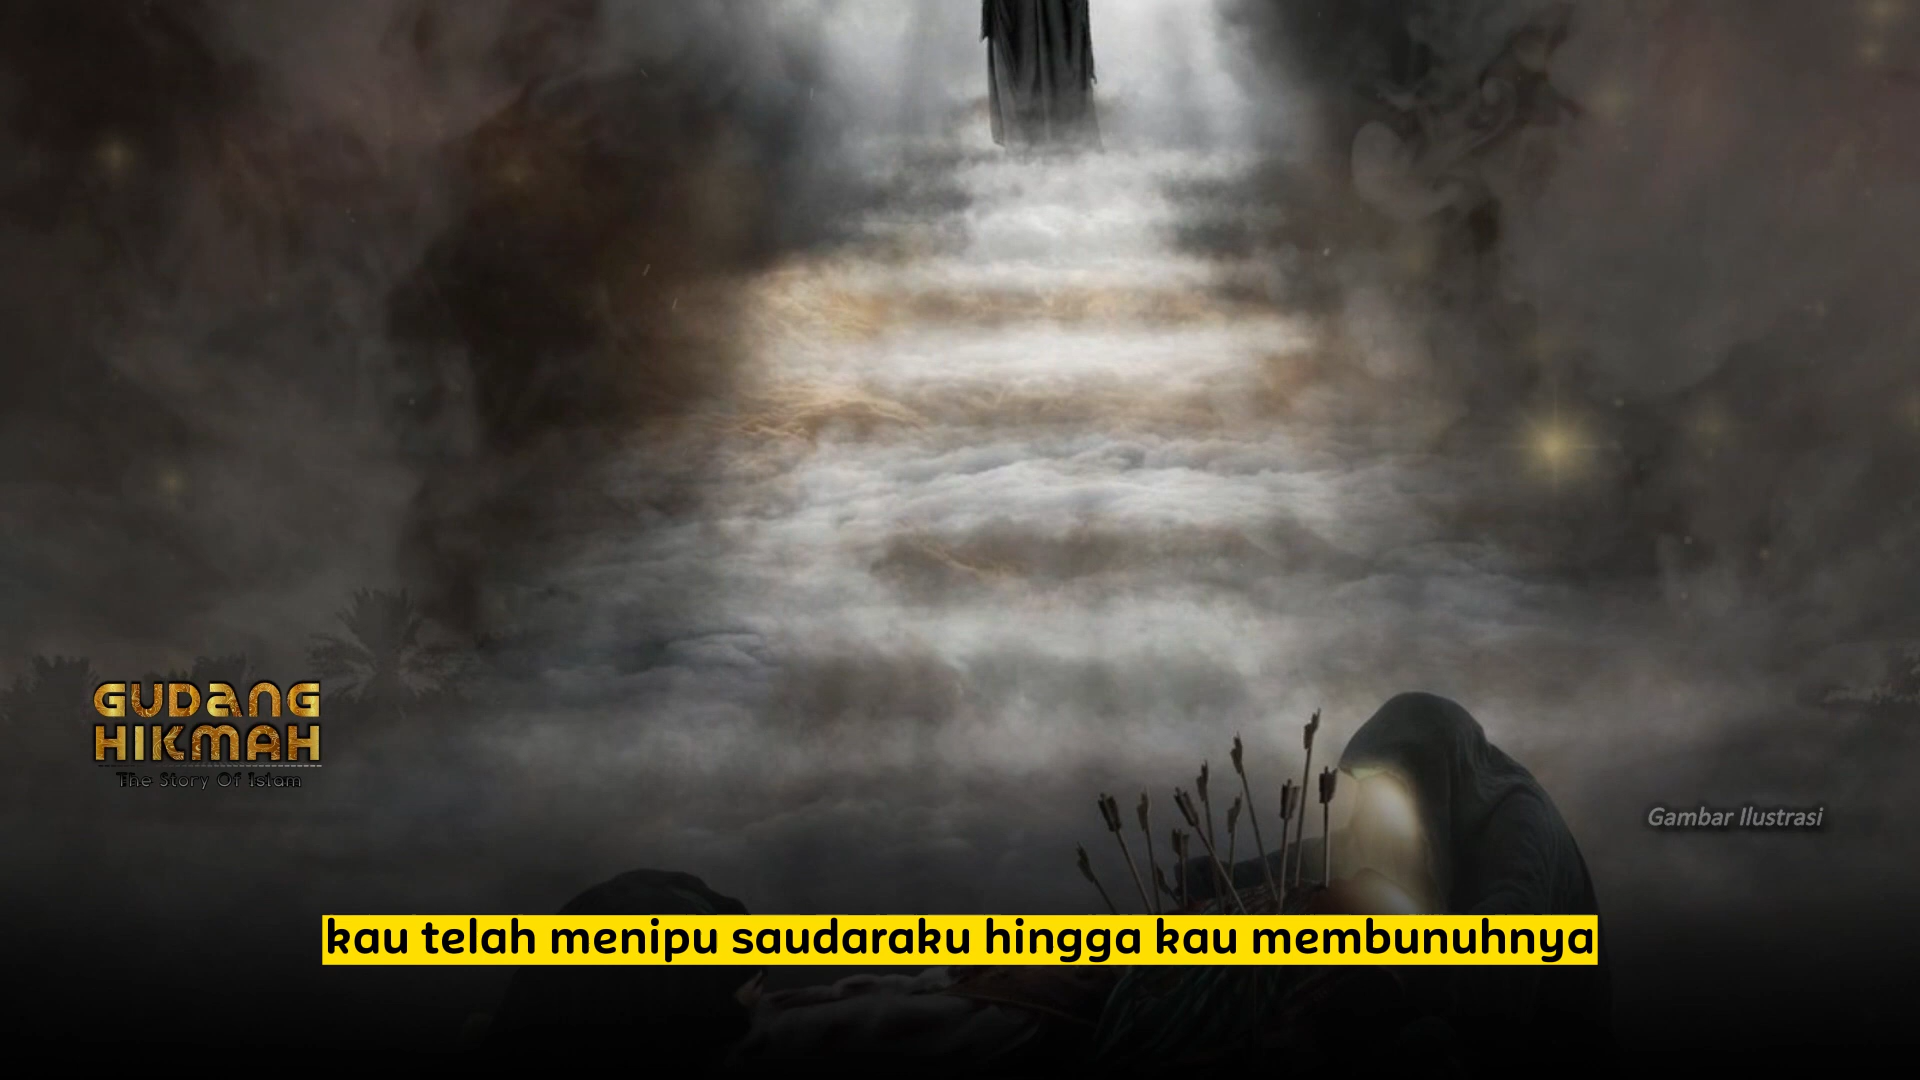 GUDANG
HIKMAH
The Story Of Islam
Gambar Ilustrasi
kau telah menipu saudaraku hingga kau membunuhnya